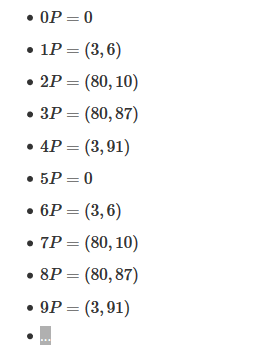 • 0P = 0
• 1P = (3, 6)
• 2P = (80, 10)
• 3P = (80, 87)
• 4P = (3, 91)
• 5P = 0
• 6P = (3, 6)
• 7P = (80, 10)
• 8P = (80, 87)
• 9P = (3, 91)
• ...